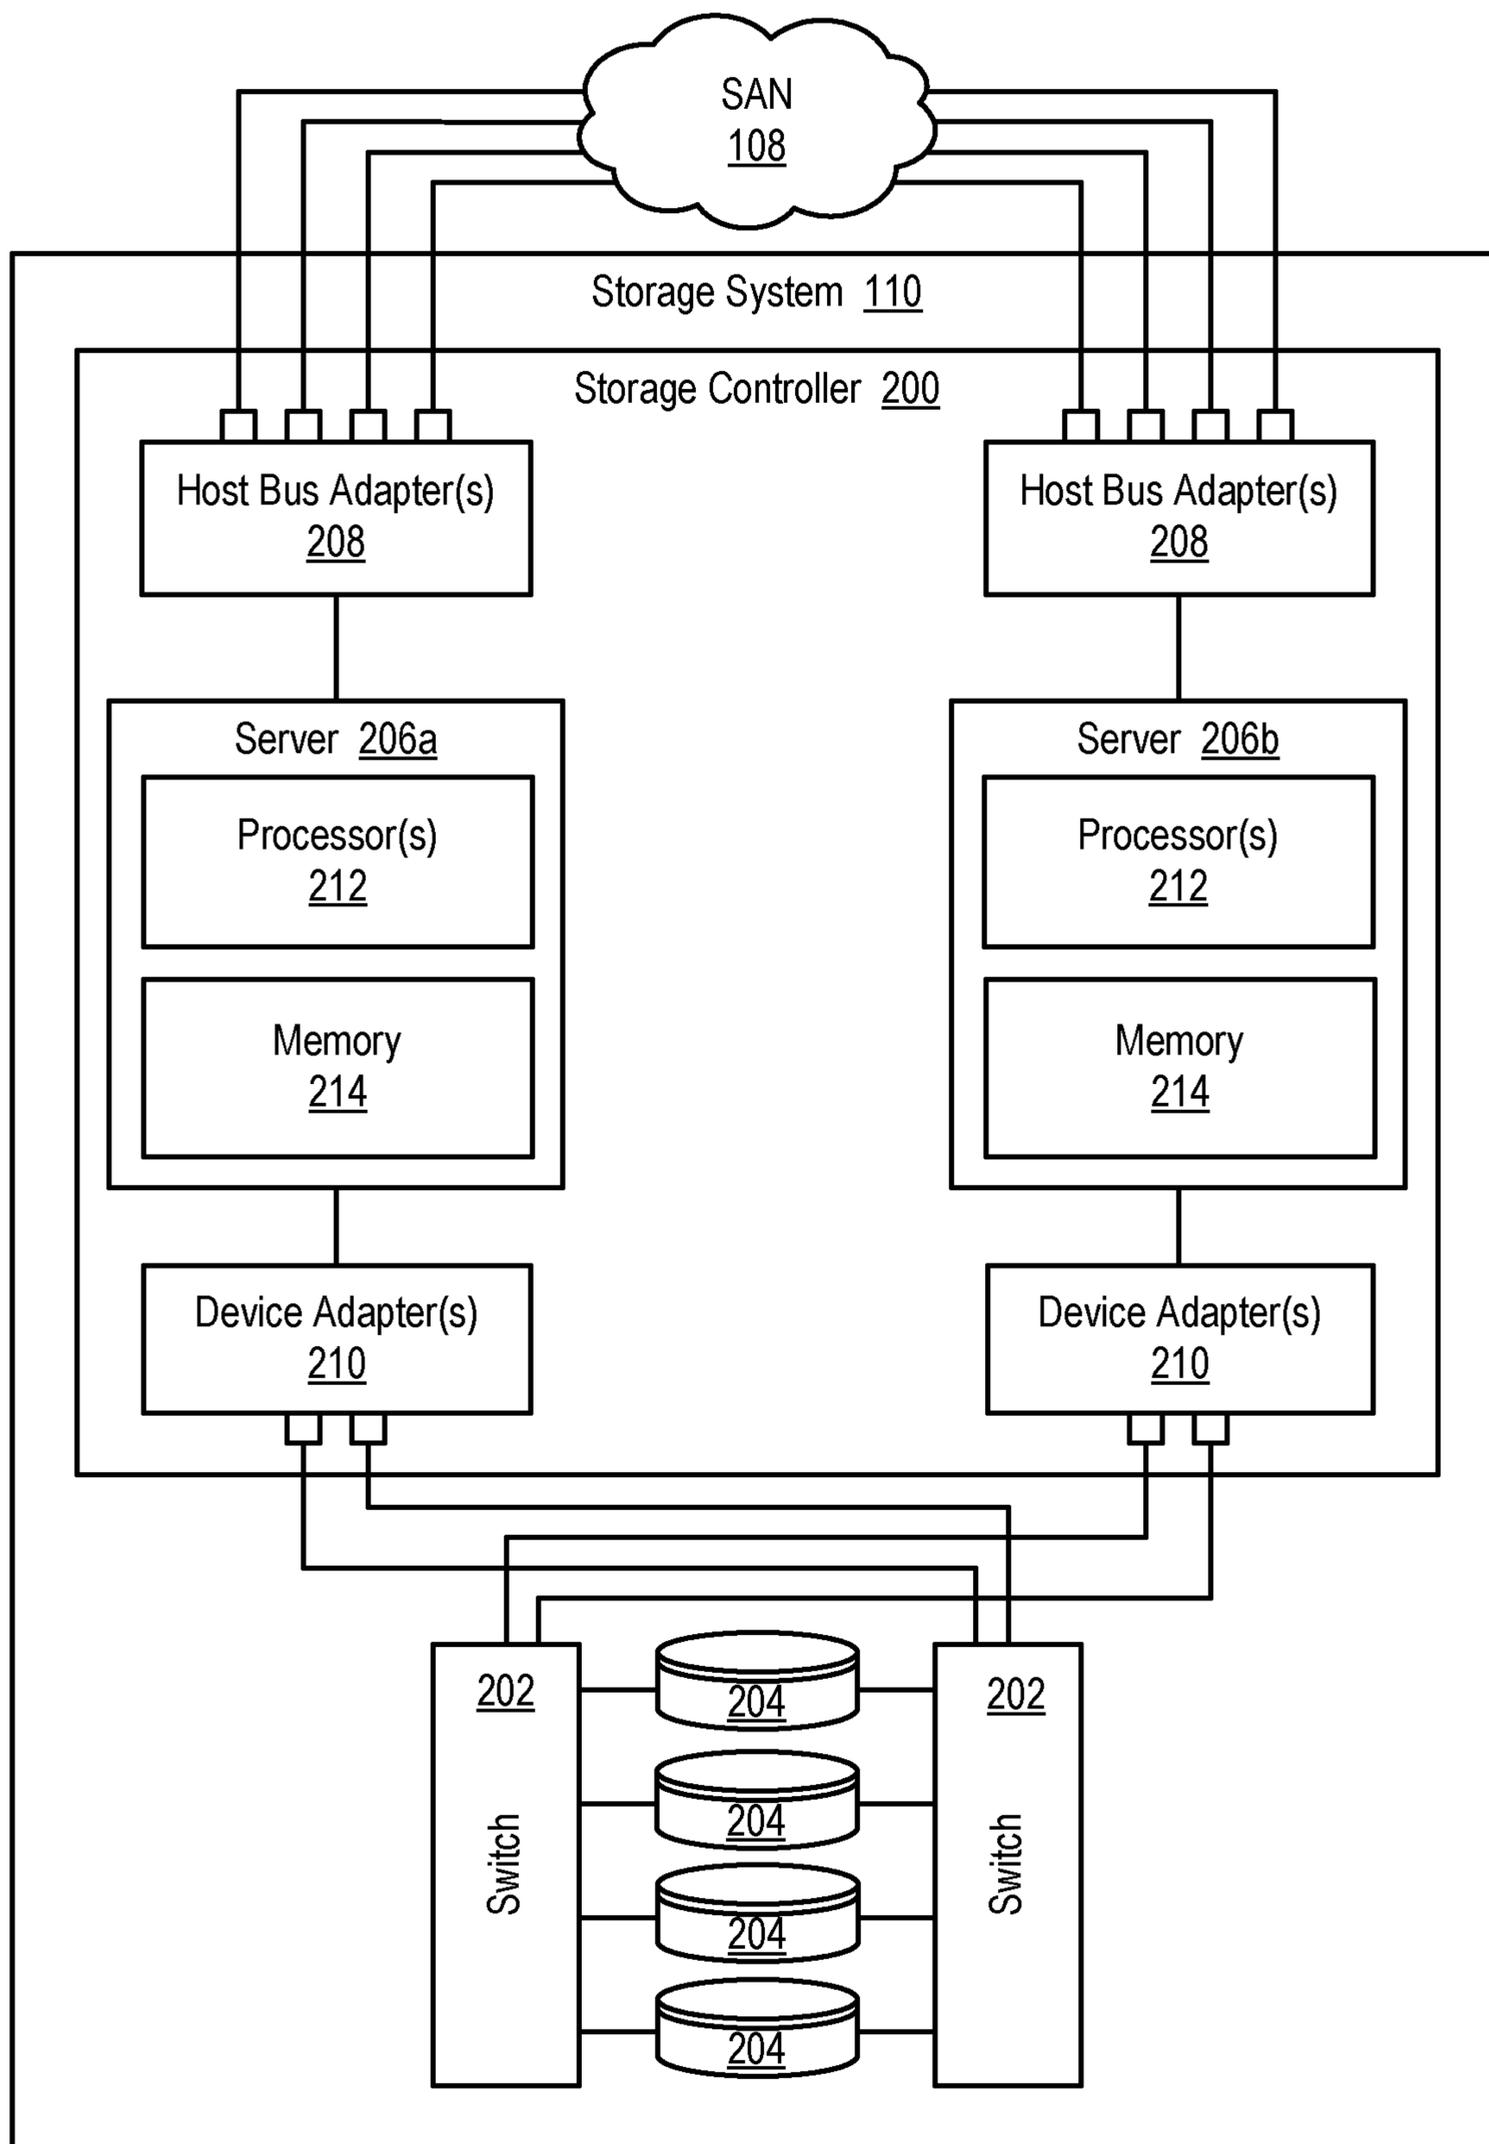 SAN
108
Storage System 110
Storage Controller 200
Host Bus Adapter(s)
208
Host Bus Adapter(s)
208
Server 206a
Processor(s)
212
Memory
214
Server 206b
Processor(s)
212
Memory
214
Device Adapter(s)
210
Device Adapter(s)
210
202
Switch
204
204
204
204
202
Switch